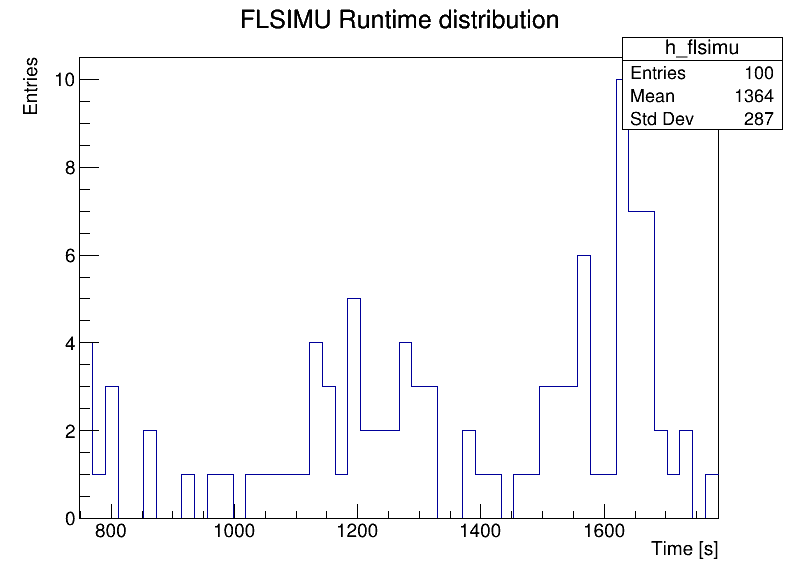 FLSIMU Runtime distribution
h_flsimu
Entries 100
Mean 1364
Std Dev 287
Entries
10
8
6
4
2
0
800 1000 1200 1400 1600
Time [s]